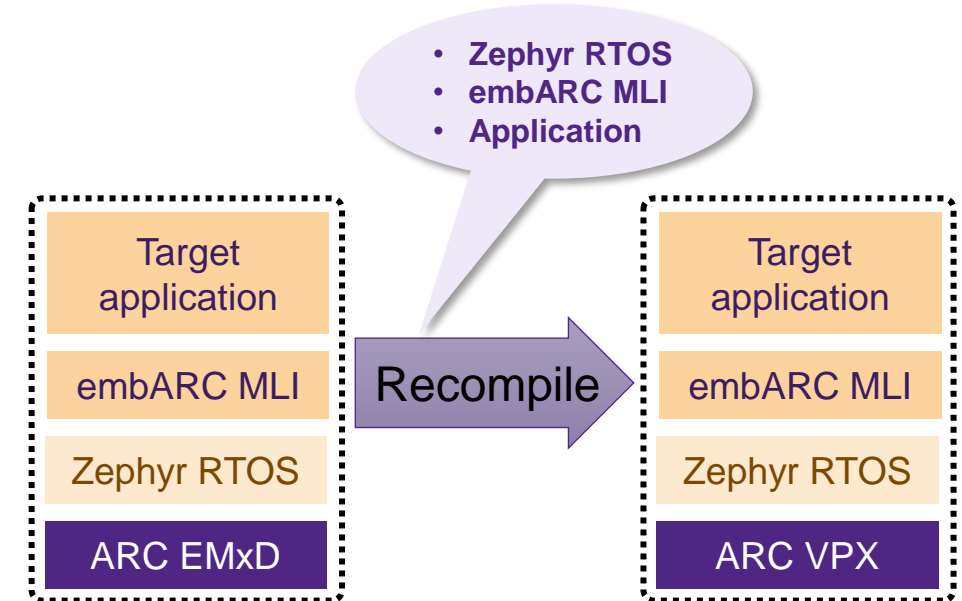 • Zephyr RTOS
• embARC MLI
• Application
Target
application
embARC MLI
Zephyr RTOS
ARC EMxD
Recompile
Target
application
embARC MLI
Zephyr RTOS
ARC VPX